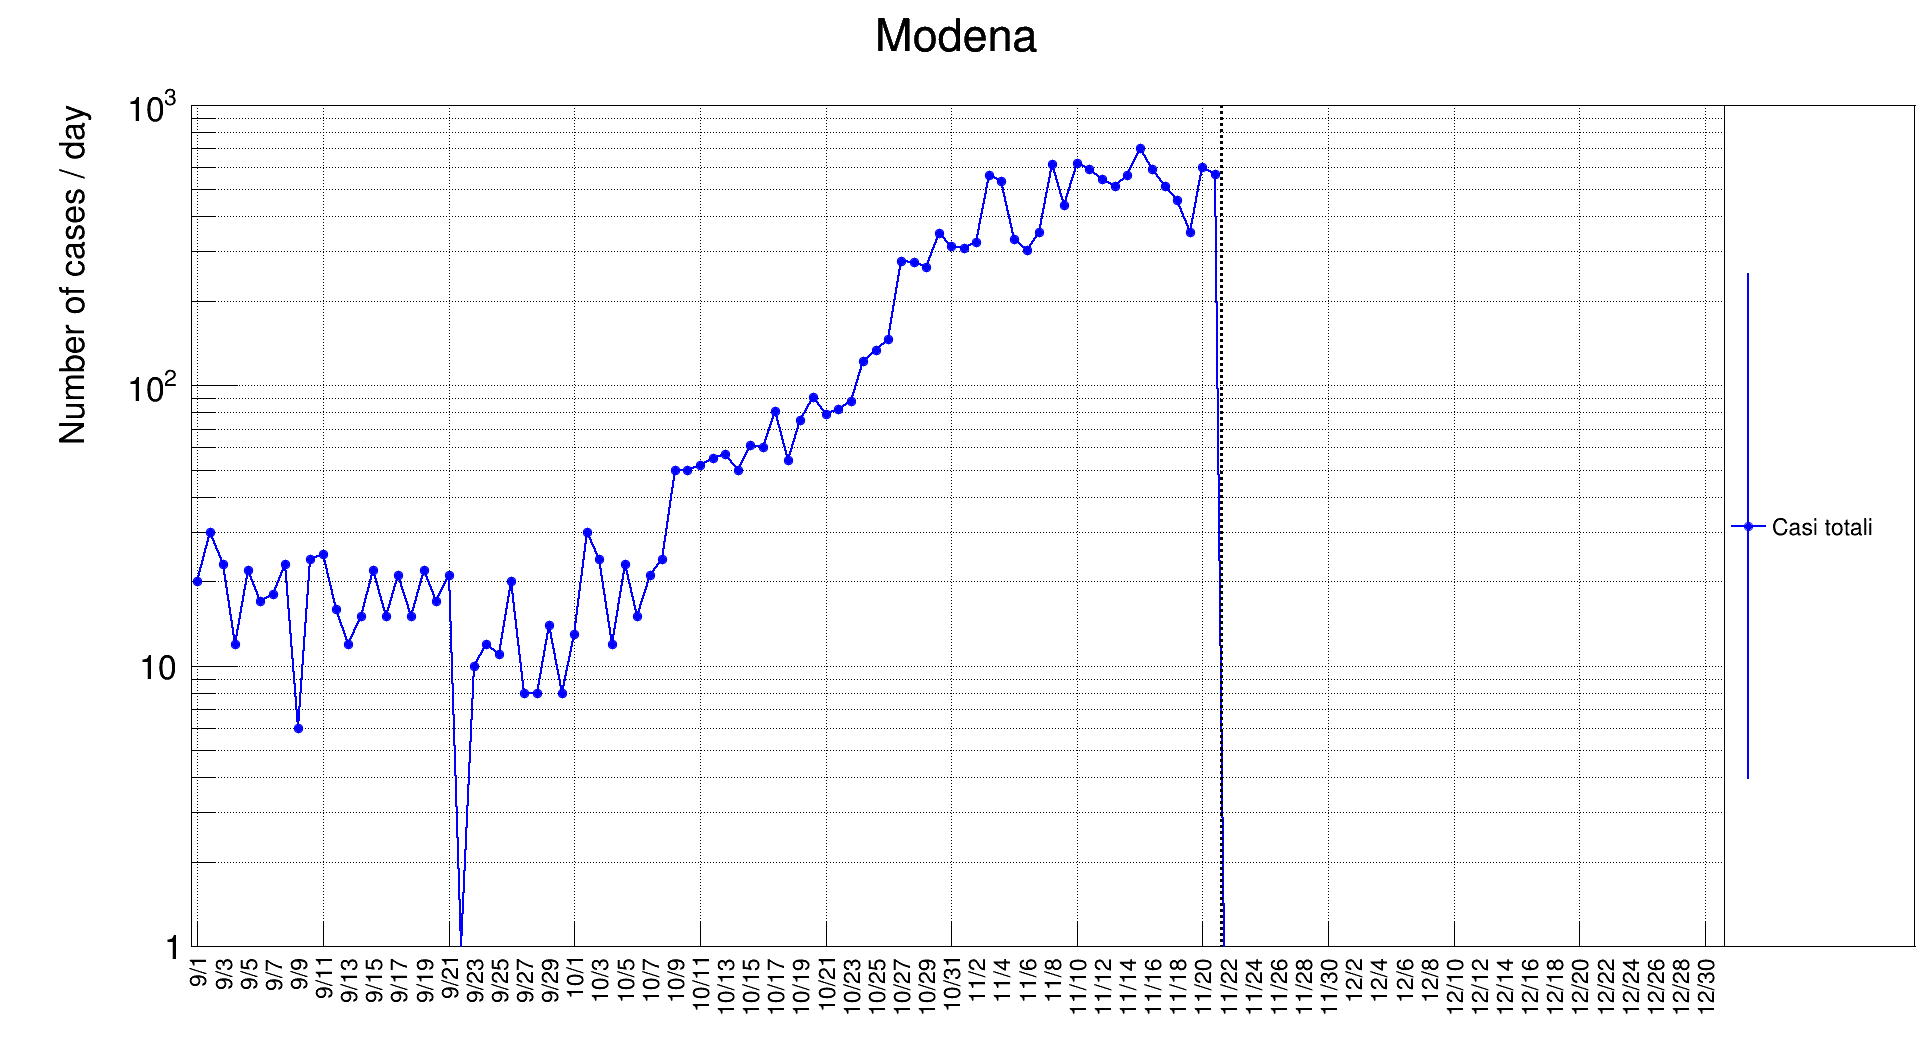 Modena
Number of cases / day
10³
10²
10
1
9/1 9/3 9/5 9/7 9/9 9/11 9/13 9/15 9/17 9/19 9/21 9/23 9/25 9/27 9/29 10/1 10/3 10/5 10/7 10/9 10/11 10/13 10/15 10/17 10/19 10/21 10/23 10/25 10/27 10/29 10/31 11/2 11/4 11/6 11/8 11/10 11/12 11/14 11/16 11/18 11/20 11/22 11/24 11/26 11/28 11/30 12/2 12/4 12/6 12/8 12/10 12/12 12/14 12/16 12/18 12/20 12/22 12/24 12/26 12/28 12/30
Casi totali